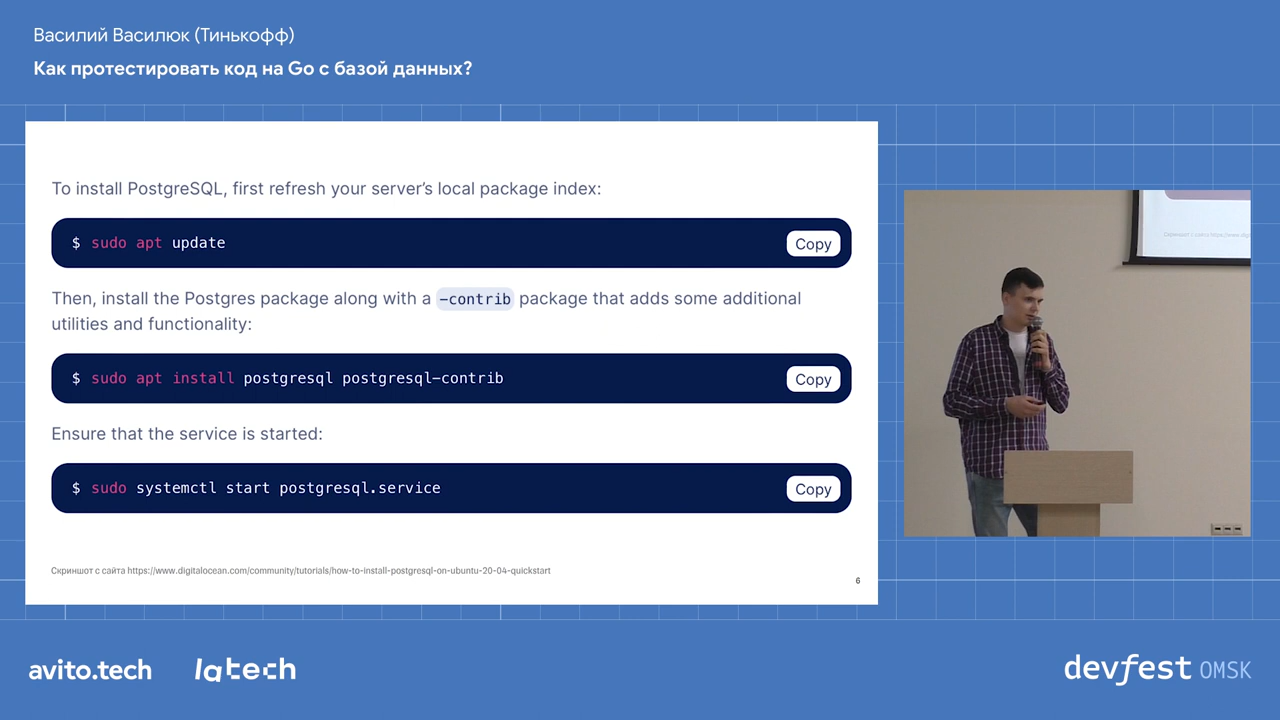 Василий Василюк (Тинькофф)
Как протестировать код на Go с базой данных?
To install PostgreSQL, first refresh your server’s local package index:
$ sudo apt update
Copy
Then, install the Postgres package along with a -contrib package that adds some additional
utilities and functionality:
$ sudo apt install postgresql postgresql-contrib
Copy
Ensure that the service is started:
$ sudo systemctl start postgresql.service
Copy
Скриншот с сайта https://www.digitalocean.com/community/tutorials/how-to-install-postgresql-on-ubuntu-20-04-quickstart
6
avito.tech
latech
devfest OMSK